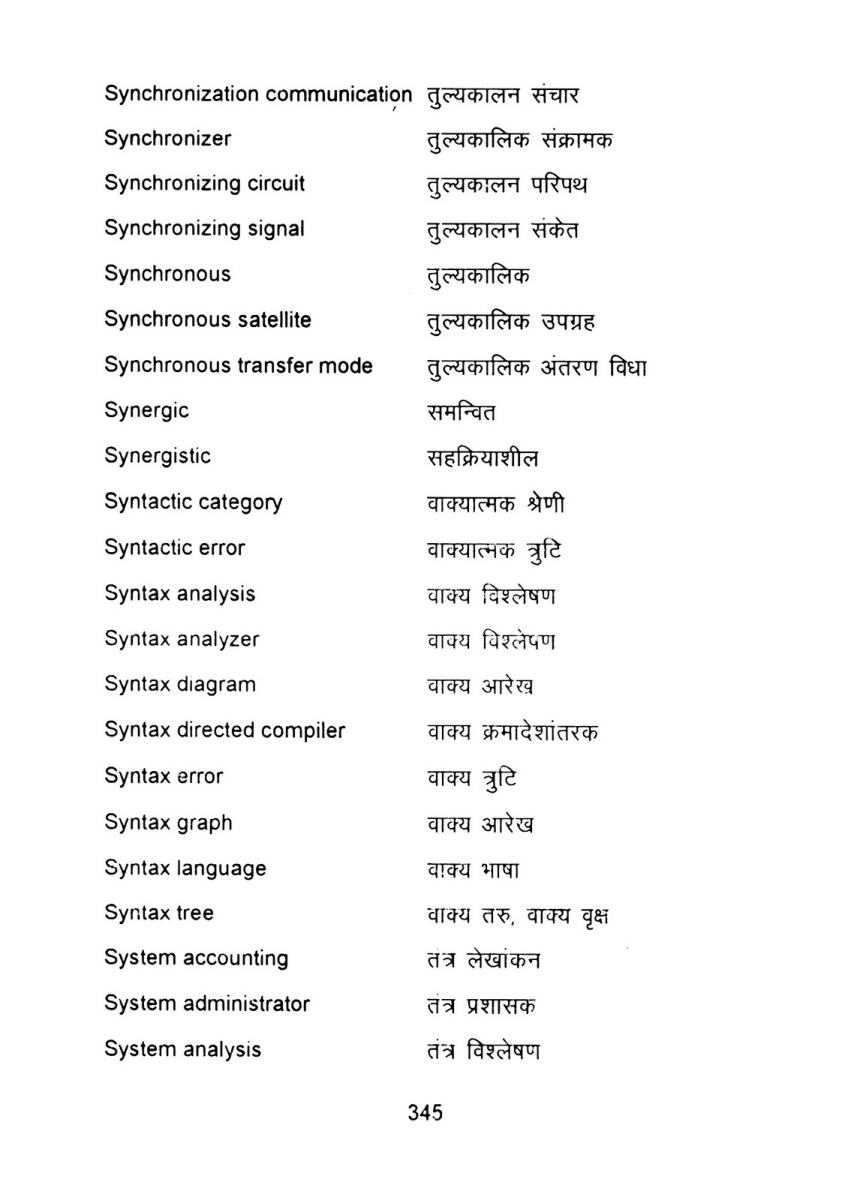 Synchronization communication तुल्यकालन संचार
Synchronizer तुल्यकालिक संक्रामक
Synchronizing circuit तुल्यकालन परिपथ
Synchronizing signal तुल्यकालन संकेत
Synchronous तुल्यकालिक
Synchronous satellite तुल्यकालिक उपग्रह
Synchronous transfer mode तुल्यकालिक अंतरण विधा
Synergic समन्वित
Synergistic सहक्रियाशील
Syntactic category वाक्यात्मक श्रेणी
Syntactic error वाक्यात्मक त्रुटि
Syntax analysis वाक्य विश्लेषण
Syntax analyzer वाक्य विश्लेषण
Syntax diagram वाक्य आरेख
Syntax directed compiler वाक्य क्रमादेशांतरक
Syntax error वाक्य त्रुटि
Syntax graph वाक्य आरेख
Syntax language वाक्य भाषा
Syntax tree वाक्य तरु, वाक्य वृक्ष
System accounting तंत्र लेखांकन
System administrator तंत्र प्रशासक
System analysis तंत्र विश्लेषण
345